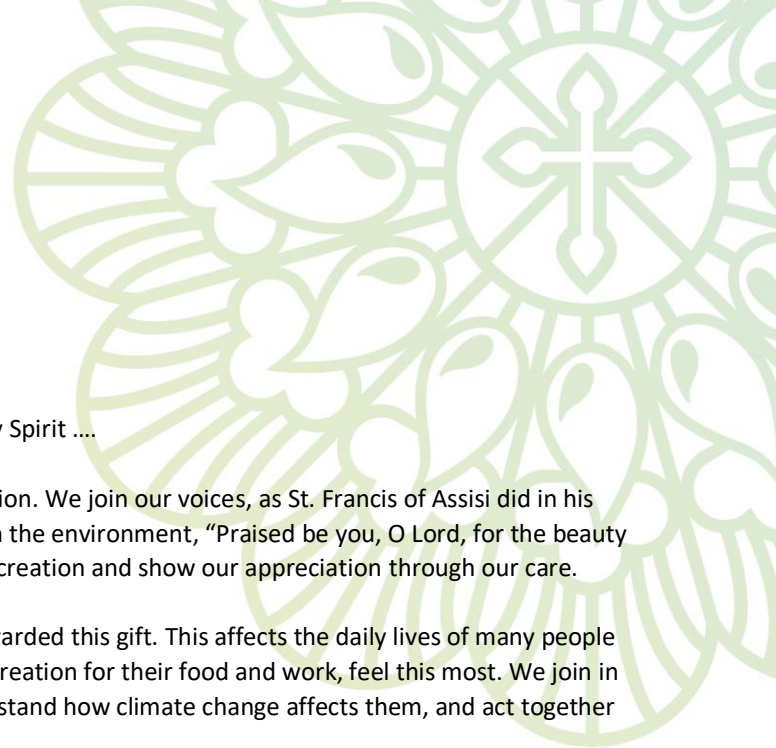 Spirit ....
ion. We join our voices, as St. Francis of Assisi did in his
the environment, “Praised be you, O Lord, for the beauty
creation and show our appreciation through our care.
arded this gift. This affects the daily lives of many people
reation for their food and work, feel this most. We join in
stand how climate change affects them, and act together